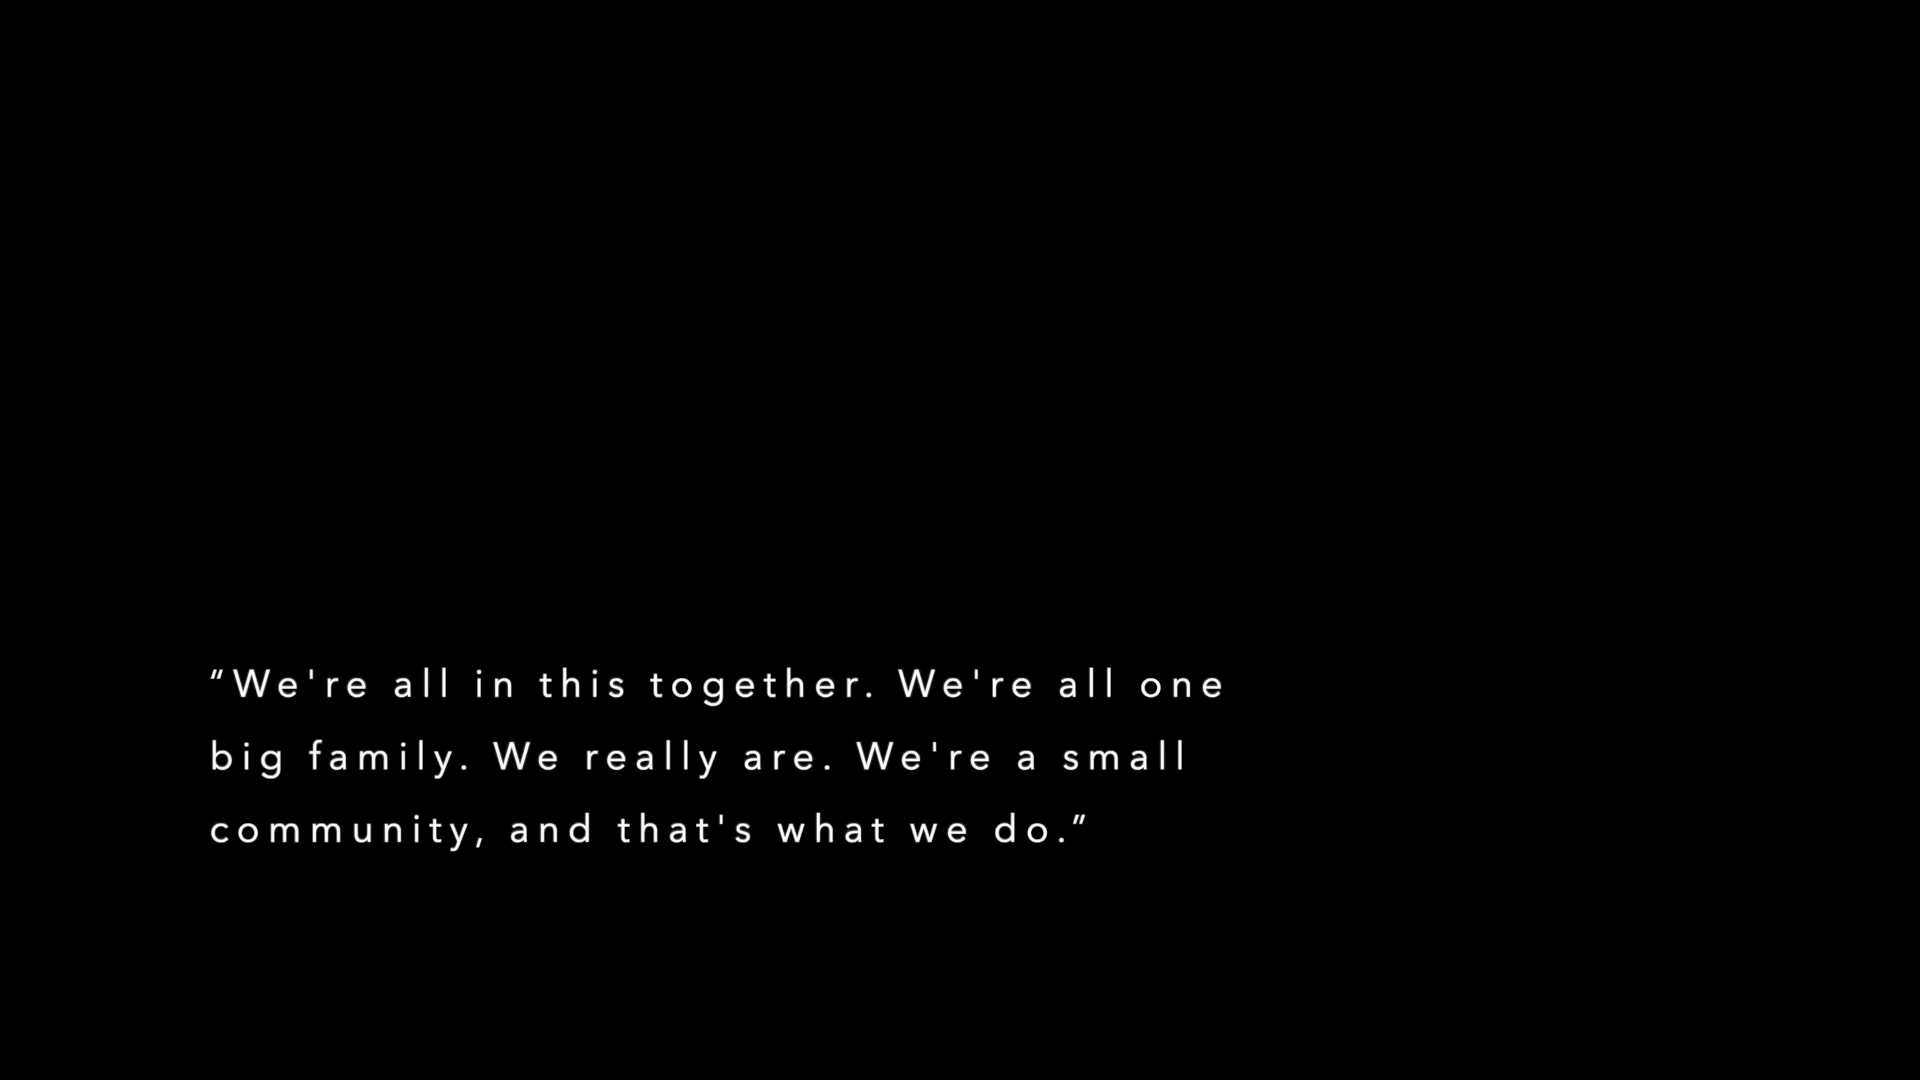 “We're all in this together. We're all one
big family. We really are. We're a small
community, and that's what we do.”